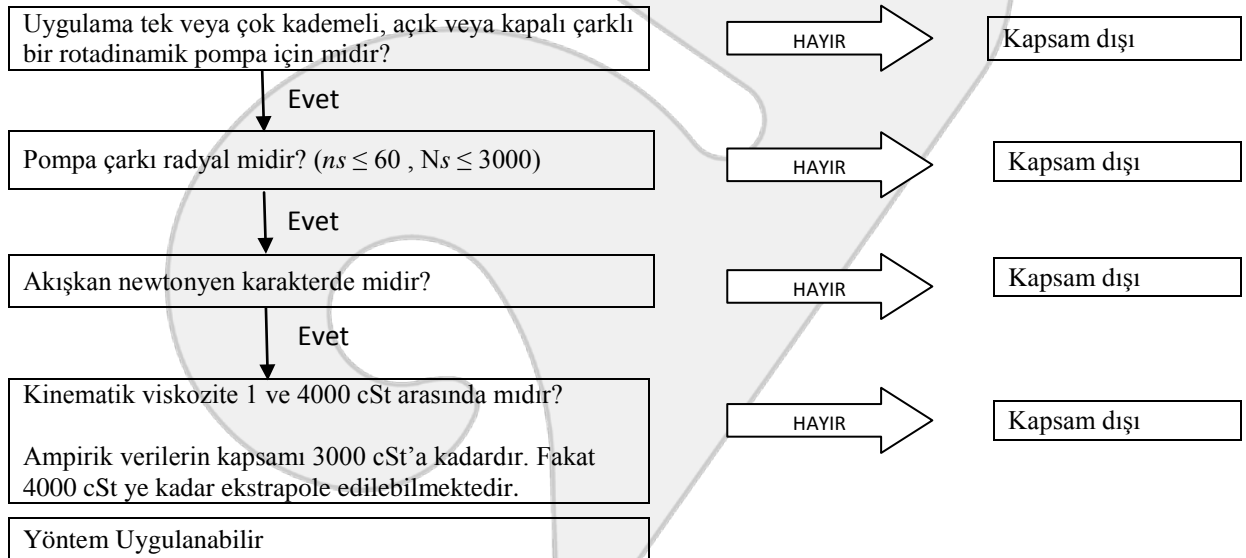 Uygulama tek veya çok kademeli, açık veya kapalı çarklı
bir rotadinamik pompa için midir?
HAYIR
Kapsam dışı
Evet
Pompa çarkı radyal midir? (ns ≤ 60 , Ns ≤ 3000)
HAYIR
Kapsam dışı
Evet
Akışkan newtonyen karakterde midir?
HAYIR
Kapsam dışı
Evet
Kinematik viskozite 1 ve 4000 cSt arasında mıdır?
Ampirik verilerin kapsamı 3000 cSt’a kadardır. Fakat
4000 cSt ye kadar ekstrapole edilebilmektedir.
HAYIR
Kapsam dışı
Yöntem Uygulanabilir